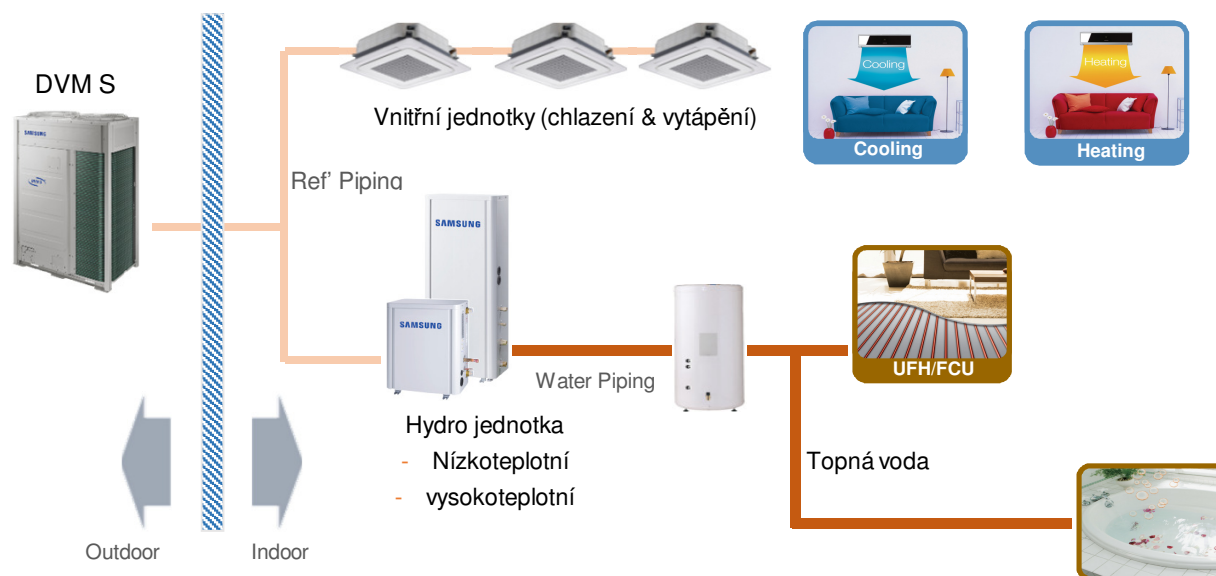 DVM S
SAMSUNG
Vnitřní jednotky (chlazení & vytápění)
Cooling
Cooling
Heating
Heating
Ref' Piping
SAMSUNG
SAMSUNG
Water Piping
UFH/FCU
Hydro jednotka
- Nízkoteplotní
- vysokoteplotní
Topná voda
Outdoor
Indoor